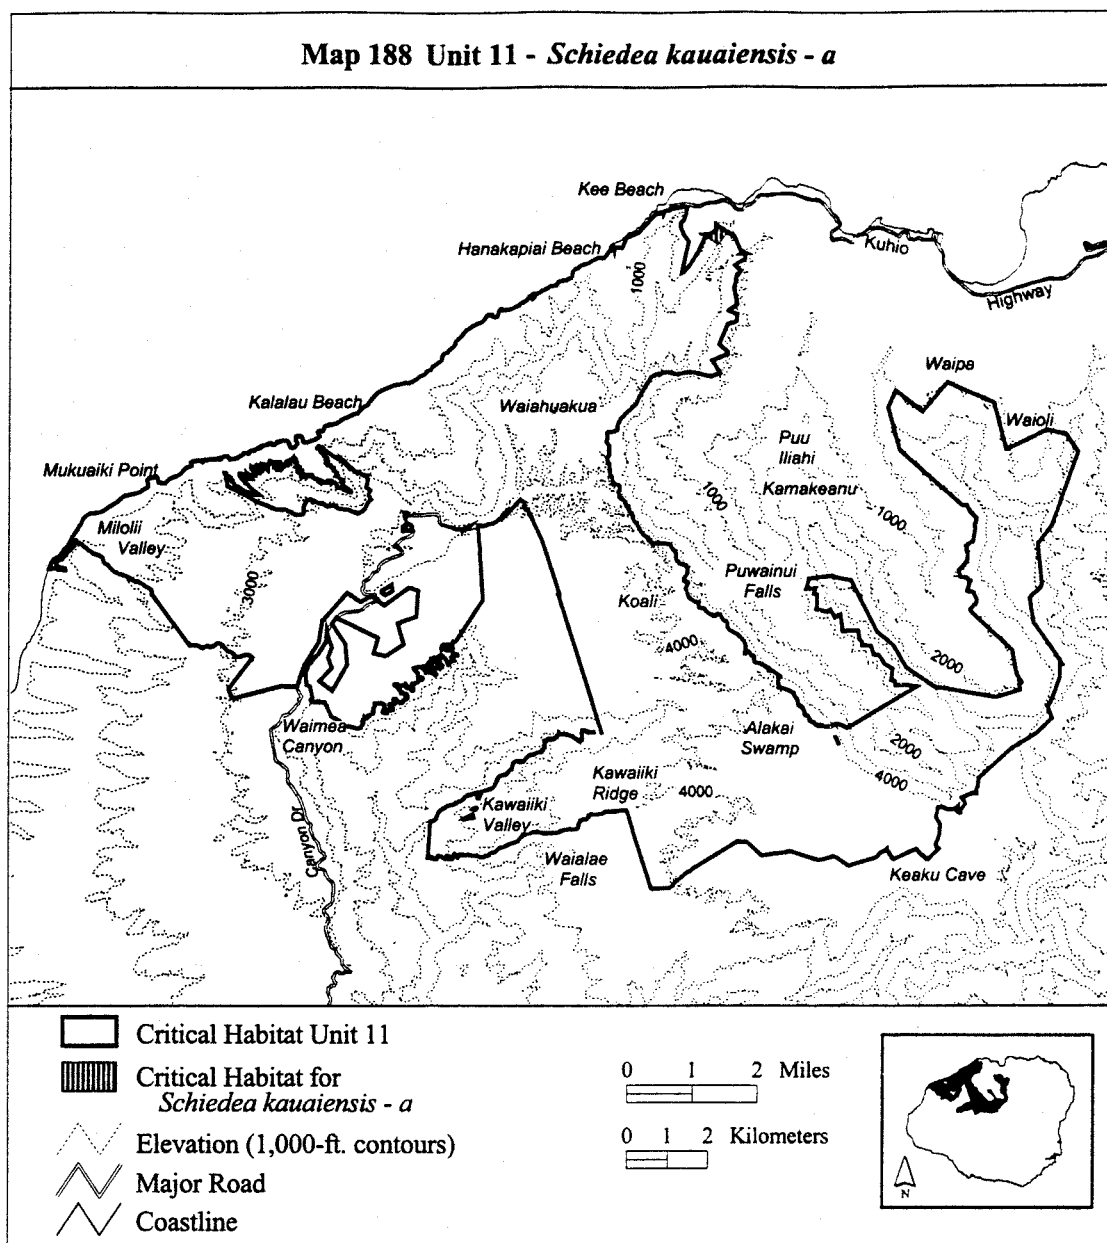 Map 188 Unit 11 - Schiedea kauaiensis - a
Kee Beach
Hanakapiai Beach
Kuhio
Highway
1000
Waipa
Kalalau Beach
Waiahuakua
Waioli
Puu
Iliahi
Mukuaiki Point
Kamakeanu
1000
1000
Milolii
Valley
3000
Puwainui
Falls
Koali
4000
2000
Waimea
Canyon
Alakai
Swamp
2000
4000
Kawaiiki
Ridge
4000
Kawaiiki
Valley
Canyon Dr
Waialae
Falls
Keaku Cave
Critical Habitat Unit 11
Critical Habitat for
Schiedea kauaiensis - a
Elevation (1,000-ft. contours)
Major Road
Coastline
0 1 2 Miles
0 1 2 Kilometers
N